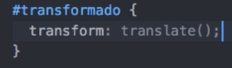 #transformado {
  transform: translate();
}